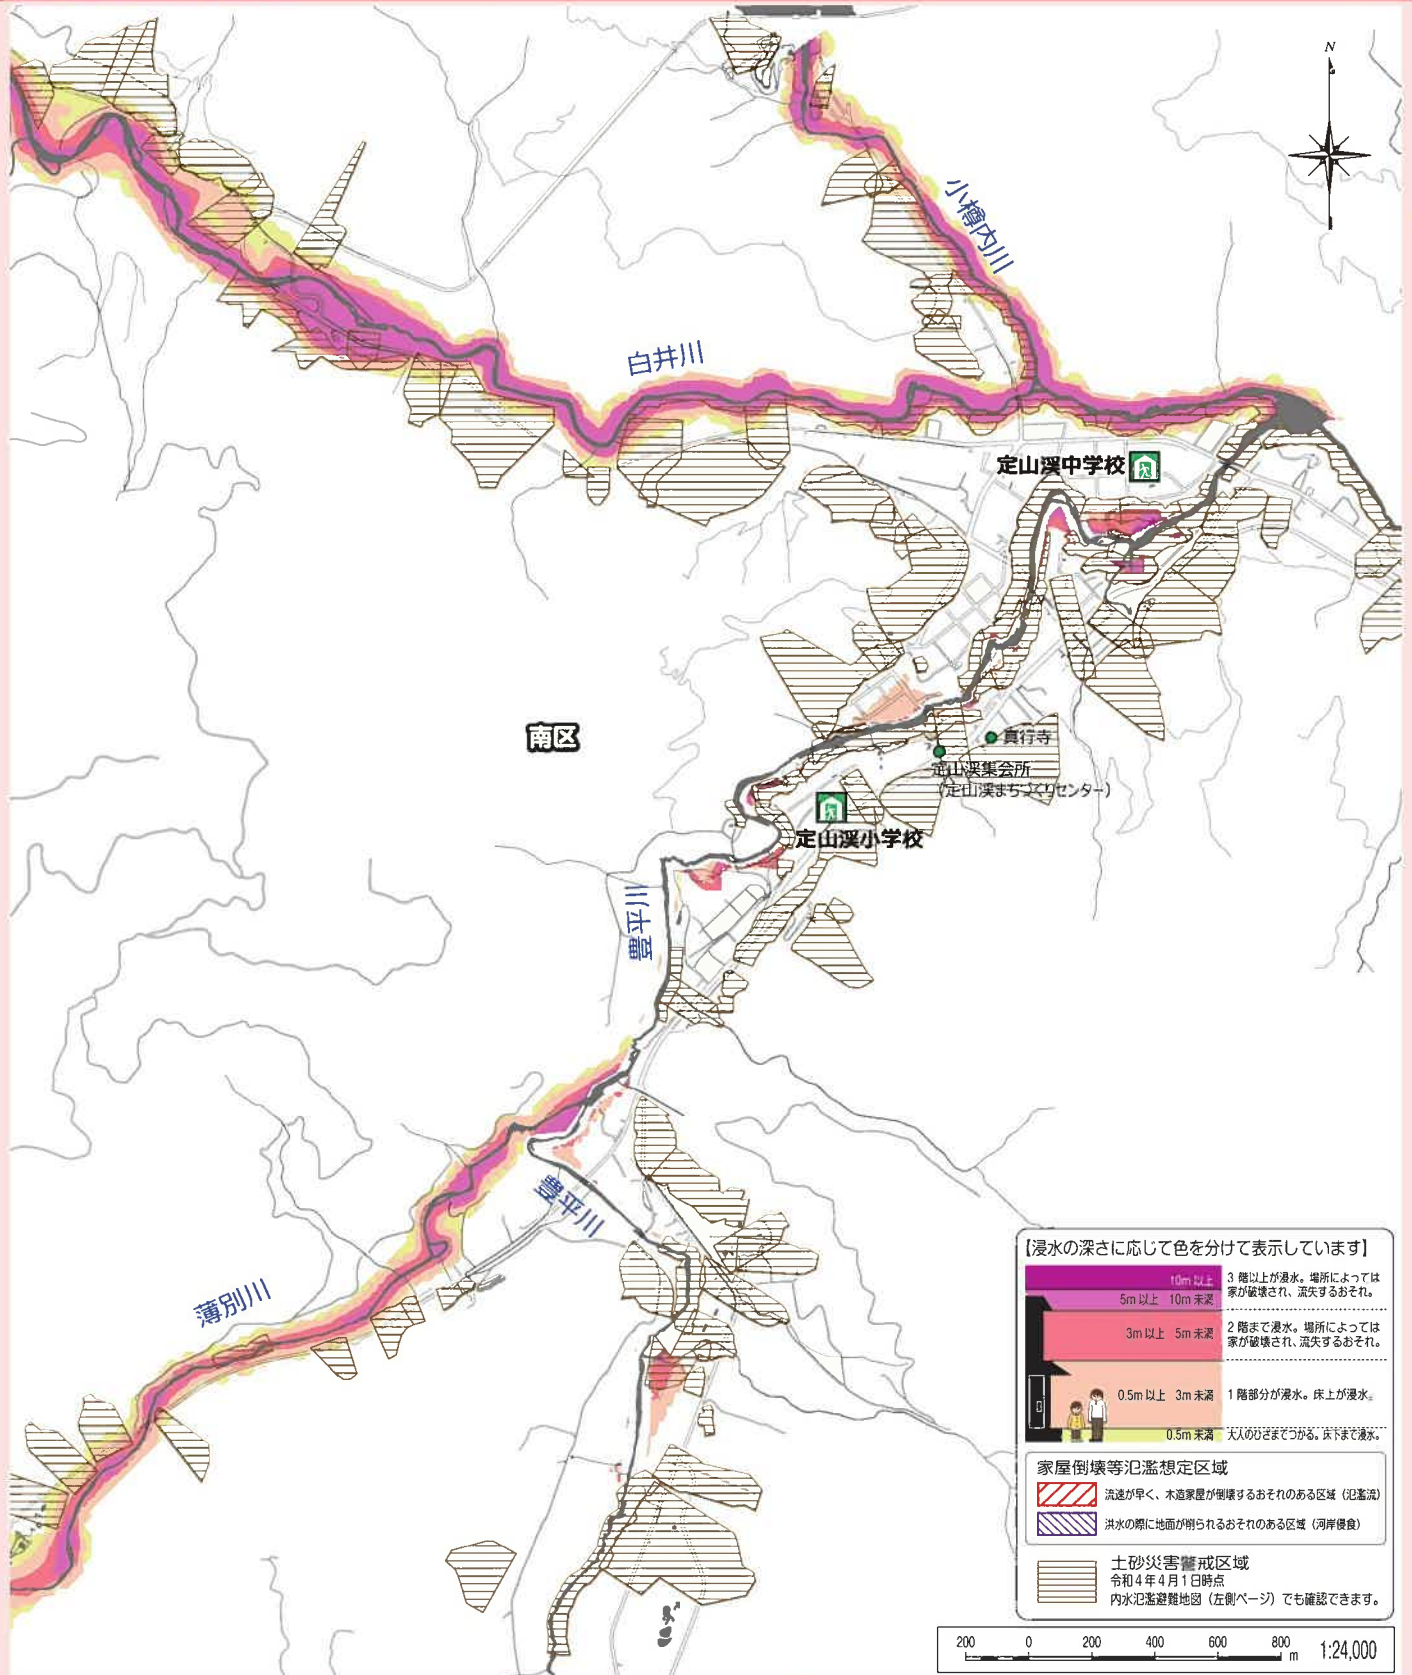 N
小樽内川
白井川
定山渓中学校
南区
真行寺
定山渓集会所
(定山渓まちづくりセンター)
定山渓小学校
豊平川
豊平川
薄別川
【浸水の深さに応じて色を分けて表示しています】
10m 以上
3 階以上が浸水。場所によっては
家が破壊され、流失するおそれ。
5m 以上 10m 未満
3m 以上 5m 未満
2 階まで浸水。場所によっては
家が破壊され、流失するおそれ。
0.5m 以上 3m 未満
1 階部分が浸水。床上が浸水。
0.5m 未満
大人のひざまでつかる。床下まで浸水。
家屋倒壊等氾濫想定区域
流速が早く、木造家屋が倒壊するおそれのある区域（氾濫流）
洪水の際に地面が削られるおそれのある区域（河岸侵食）
土砂災害警戒区域
令和４年４月１日時点
内水氾濫避難地図（左側ページ）でも確認できます。
200 0 200 400 600 800 m 1:24,000